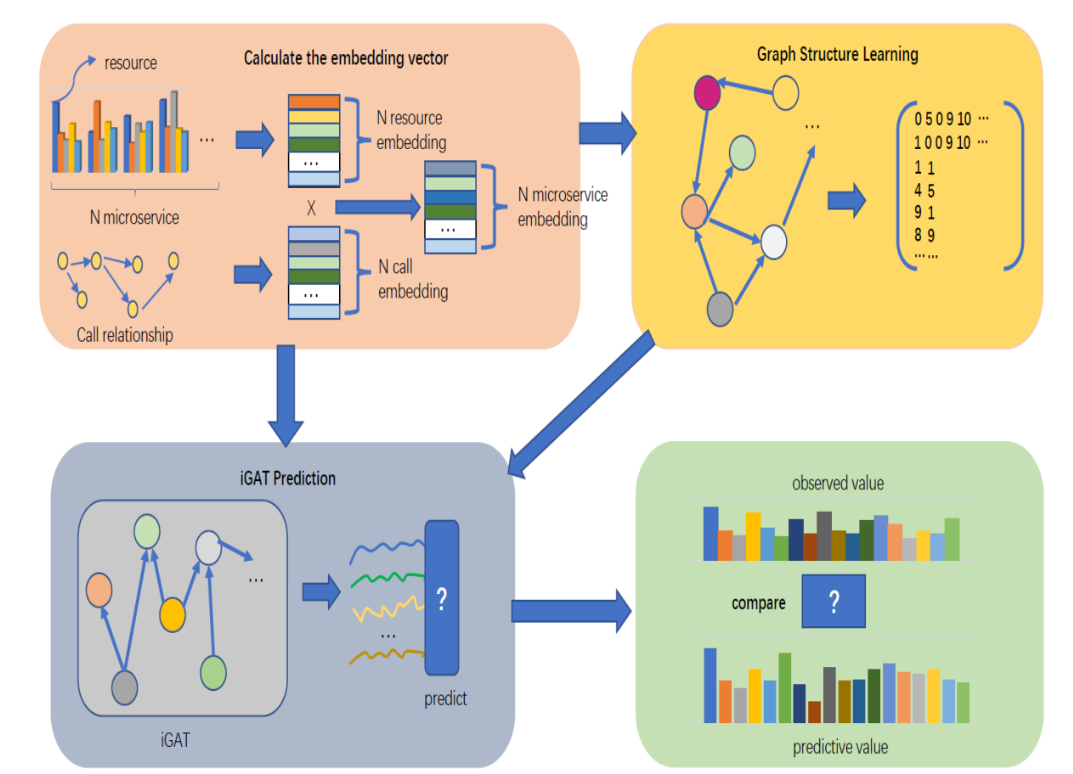 Calculate the embedding vector
resource
...
N microservice
Call relationship
N resource
embedding
...
X
N call
embedding
...
N microservice
embedding
...
Graph Structure Learning
...
0 5 0 9 10 ...
1 0 0 9 10 ...
1 1
4 5
9 1
8 9
... ...
iGAT Prediction
...
iGAT
...
?
predict
observed value
compare
?
predictive value